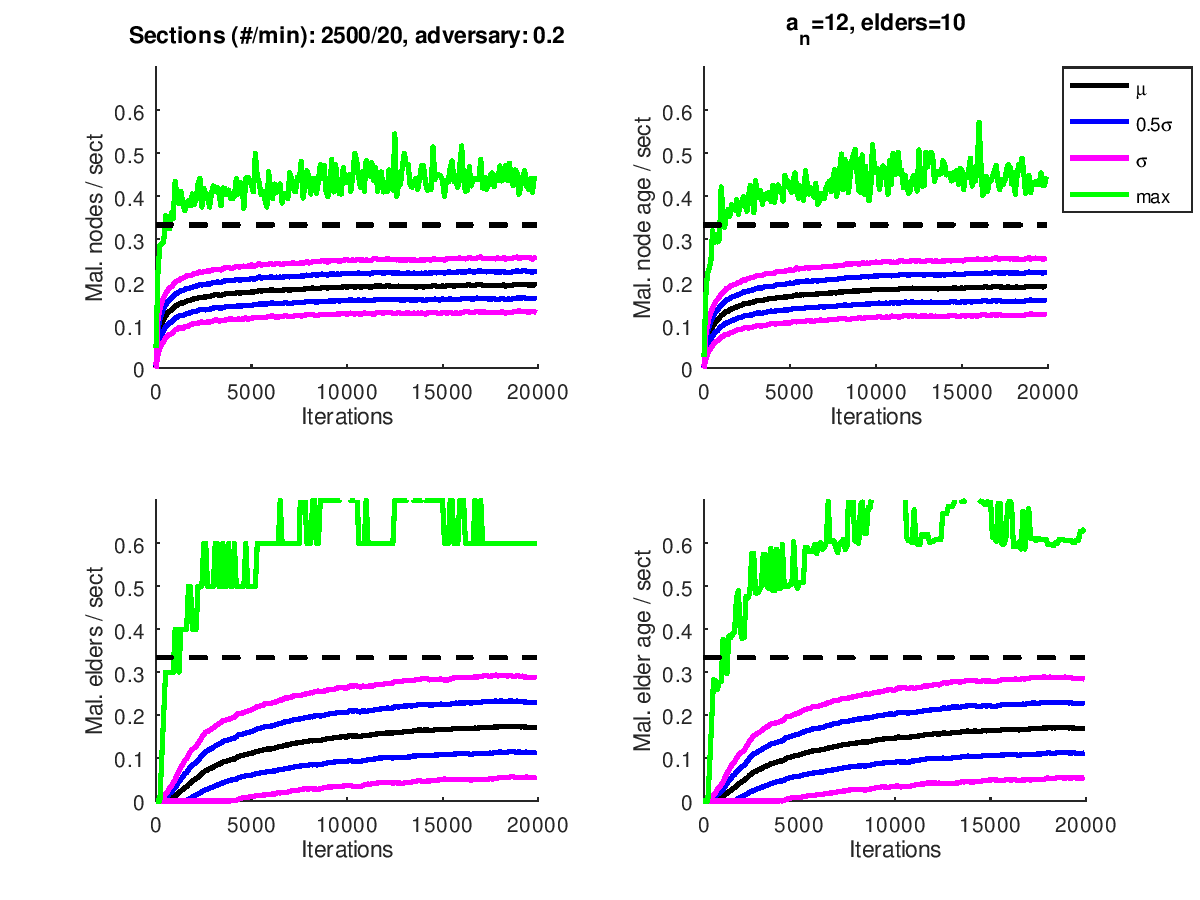 Sections (#/min): 2500/20, adversary: 0.2
a_n=12, elders=10
μ
0.5σ
σ
max
Mal. nodes / sect
0.6
0.5
0.4
0.3
0.2
0.1
0
0 5000 10000 15000 20000
Iterations
Mal. node age / sect
0.6
0.5
0.4
0.3
0.2
0.1
0
0 5000 10000 15000 20000
Iterations
Mal. elders / sect
0.6
0.5
0.4
0.3
0.2
0.1
0
0 5000 10000 15000 20000
Iterations
Mal. elder age / sect
0.6
0.5
0.4
0.3
0.2
0.1
0
0 5000 10000 15000 20000
Iterations